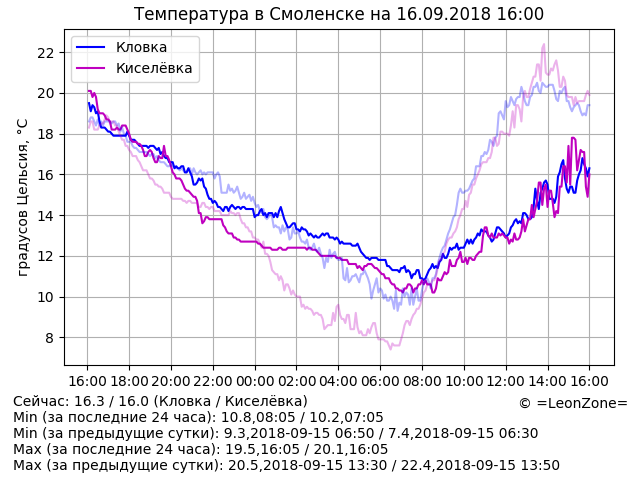 Температура в Смоленске на 16.09.2018 16:00
Кловка
Киселёвка
градусов Цельсия, °C
22
20
18
16
14
12
10
8
16:00 18:00 20:00 22:00 00:00 02:00 04:00 06:00 08:00 10:00 12:00 14:00 16:00
Сейчас: 16.3 / 16.0 (Кловка / Киселёвка)
© =LeonZone=
Min (за последние 24 часа): 10.8,08:05 / 10.2,07:05
Min (за предыдущие сутки): 9.3,2018-09-15 06:50 / 7.4,2018-09-15 06:30
Max (за последние 24 часа): 19.5,16:05 / 20.1,16:05
Max (за предыдущие сутки): 20.5,2018-09-15 13:30 / 22.4,2018-09-15 13:50